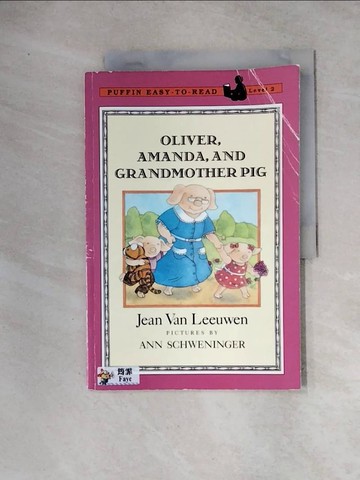 PUFFIN EASY-TO-READ Level 2
OLIVER,
AMANDA, AND
GRANDMOTHER PIG
Jean Van Leeuwen
PICTURES BY
ANN SCHWENINGER
Faye